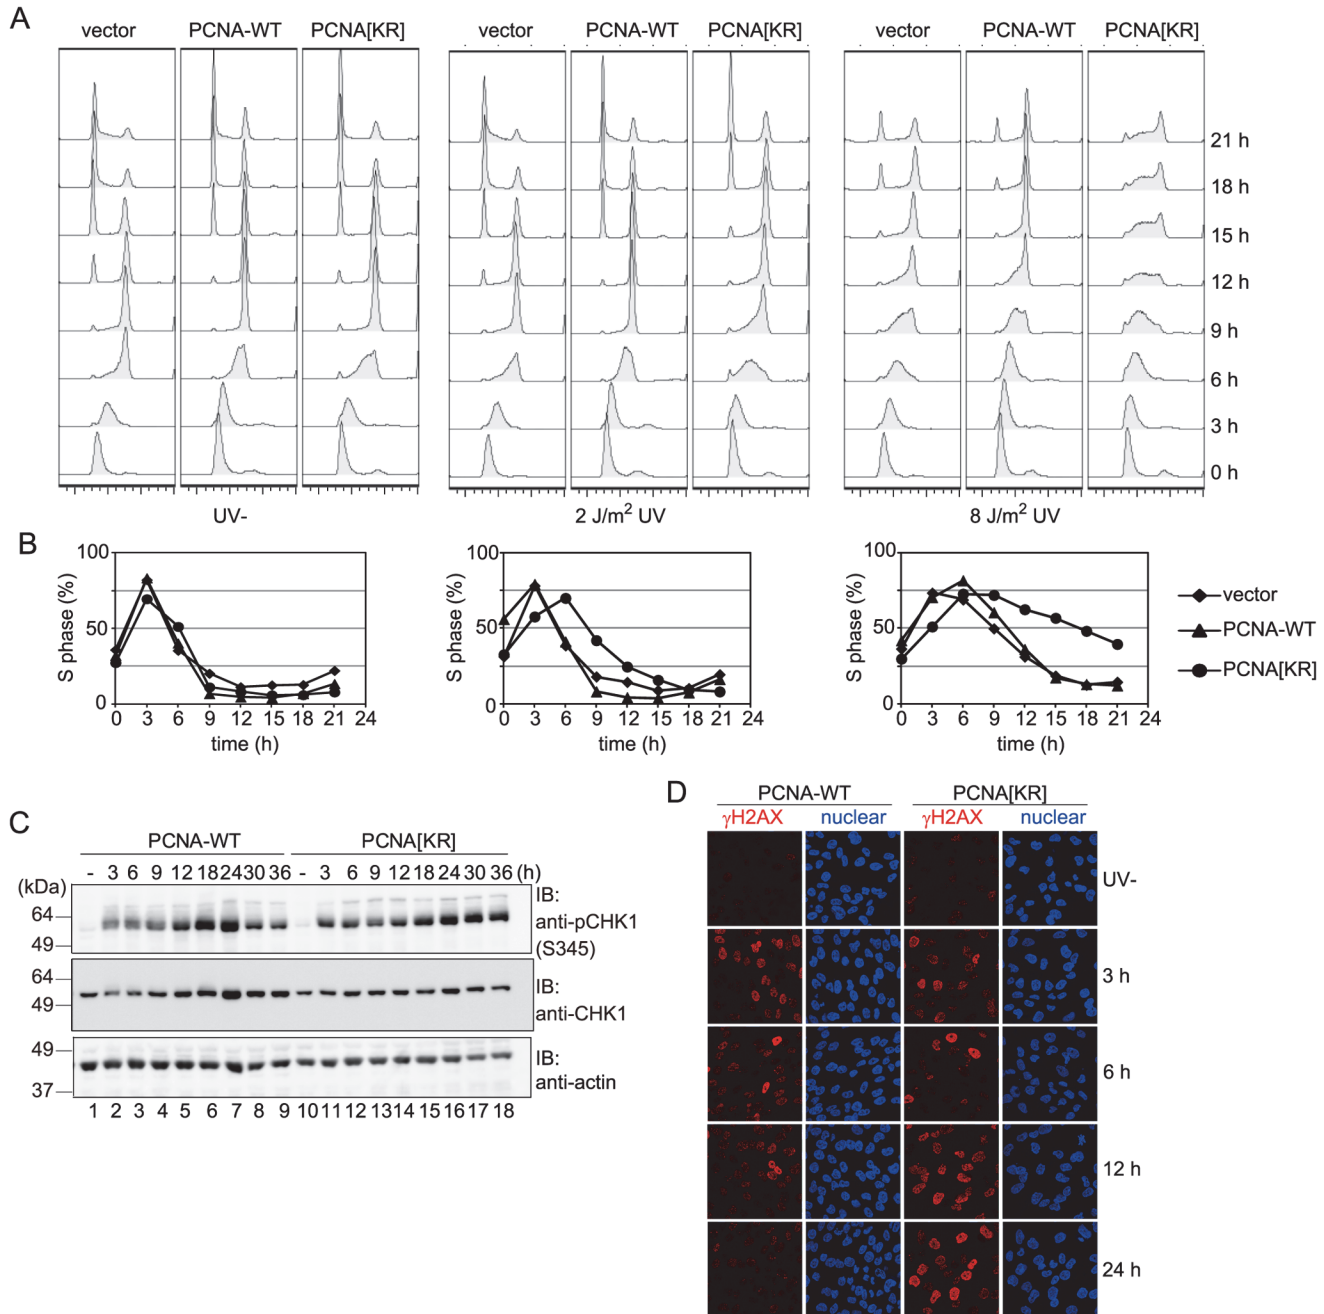 A
vector PCNA-WT PCNA[KR] vector PCNA-WT PCNA[KR] vector PCNA-WT PCNA[KR]
21 h
18 h
15 h
12 h
9 h
6 h
3 h
0 h
UV- 2 J/m² UV 8 J/m² UV
B
100 100 100
50 50 50
0 0 0
S phase (%) S phase (%) S phase (%)
0 3 6 9 12 15 18 21 24 0 3 6 9 12 15 18 21 24 0 3 6 9 12 15 18 21 24
time (h) time (h) time (h)
vector
PCNA-WT
PCNA[KR]
C
PCNA-WT PCNA[KR]
- 3 6 9 12 18 24 30 36 - 3 6 9 12 18 24 30 36 (h)
(kDa)
64
49
IB:
anti-pCHK1
(S345)
64
49
IB:
anti-CHK1
49
37
IB:
anti-actin
1 2 3 4 5 6 7 8 9 10 11 12 13 14 15 16 17 18
D
PCNA-WT PCNA[KR]
γH2AX nuclear γH2AX nuclear
UV-
3 h
6 h
12 h
24 h